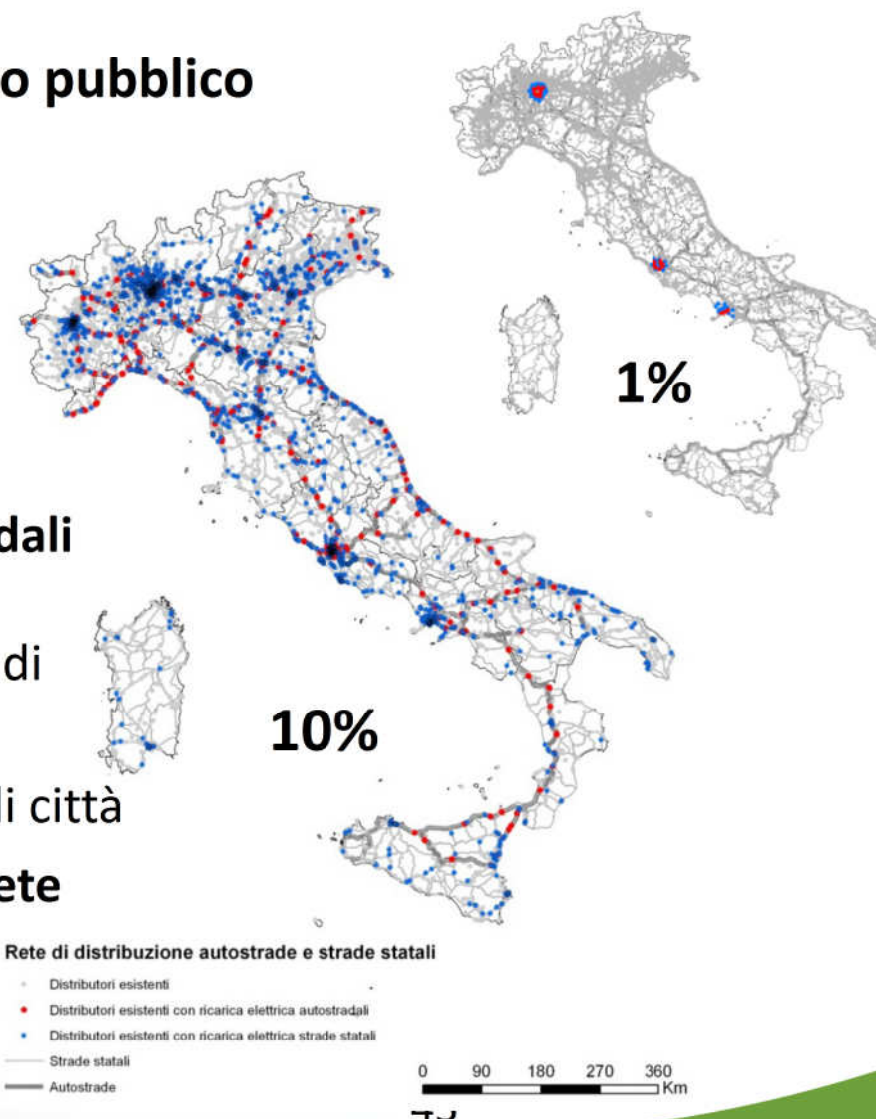 o pubblico
1%
dali
di
10%
li città
ete
Rete di distribuzione autostrade e strade statali
Distributori esistenti
Distributori esistenti con ricarica elettrica autostradali
Distributori esistenti con ricarica elettrica strade statali
Strade statali
Autostrade
0 90 180 270 360
Km